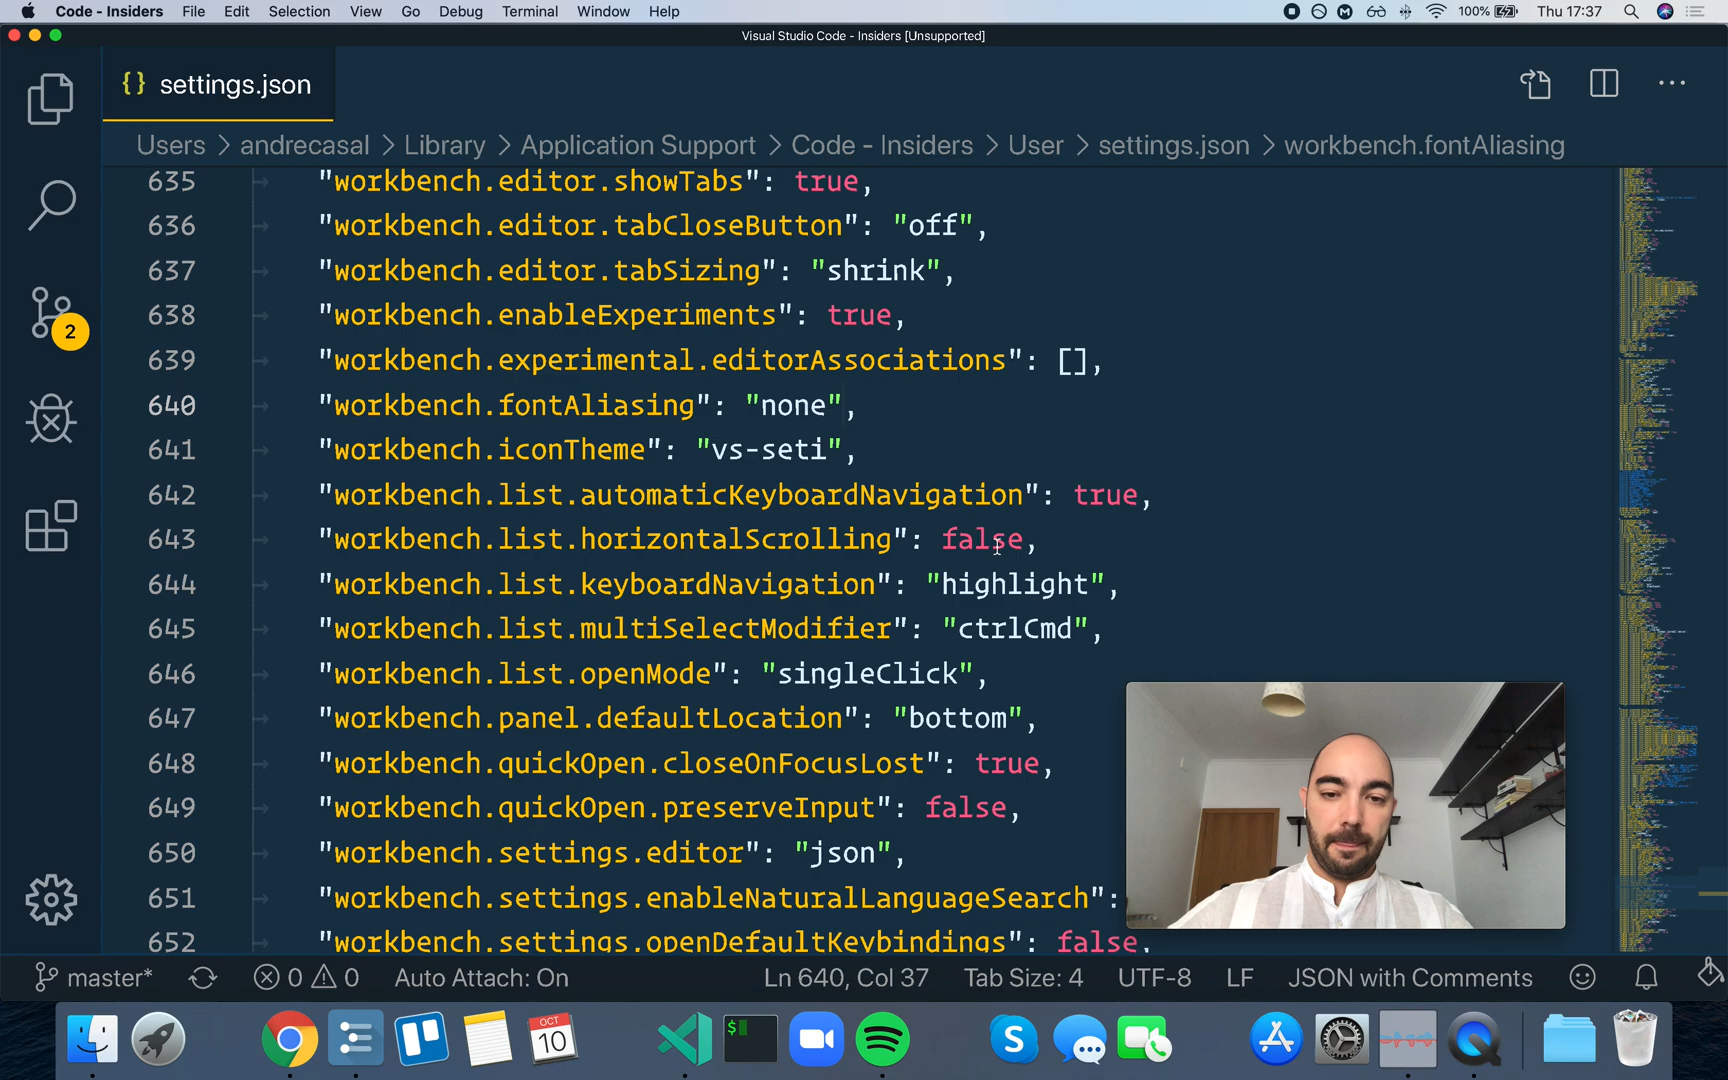 Code - Insiders File Edit Selection View Go Debug Terminal Window Help 100% Thu 17:37
Visual Studio Code - Insiders [Unsupported]
{} settings.json
Users > andrecasal > Library > Application Support > Code - Insiders > User > settings.json > workbench.fontAliasing
635 "workbench.editor.showTabs": true,
636 "workbench.editor.tabCloseButton": "off",
637 "workbench.editor.tabSizing": "shrink",
638 "workbench.enableExperiments": true,
639 "workbench.experimental.editorAssociations": [],
640 "workbench.fontAliasing": "none",
641 "workbench.iconTheme": "vs-seti",
642 "workbench.list.automaticKeyboardNavigation": true,
643 "workbench.list.horizontalScrolling": false,
644 "workbench.list.keyboardNavigation": "highlight",
645 "workbench.list.multiSelectModifier": "ctrlCmd",
646 "workbench.list.openMode": "singleClick",
647 "workbench.panel.defaultLocation": "bottom",
648 "workbench.quickOpen.closeOnFocusLost": true,
649 "workbench.quickOpen.preserveInput": false,
650 "workbench.settings.editor": "json",
651 "workbench.settings.enableNaturalLanguageSearch":
652 "workbench.settings.openDefaultKeybindings": false,
2
master* 0 0 Auto Attach: On Ln 640, Col 37 Tab Size: 4 UTF-8 LF JSON with Comments
OCT
10
$